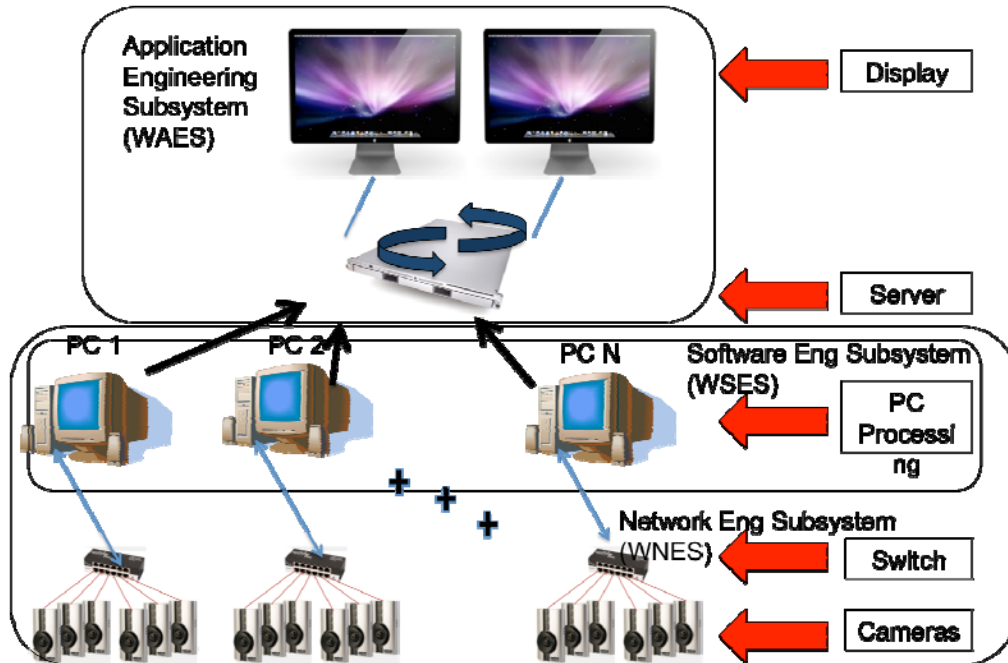 Application
Engineering
Subsystem
(WAES)
Display
Server
PC 1
PC 2
PC N
Software Eng Subsystem
(WSES)
PC
Processi
ng
Network Eng Subsystem
(WNES)
Switch
Cameras